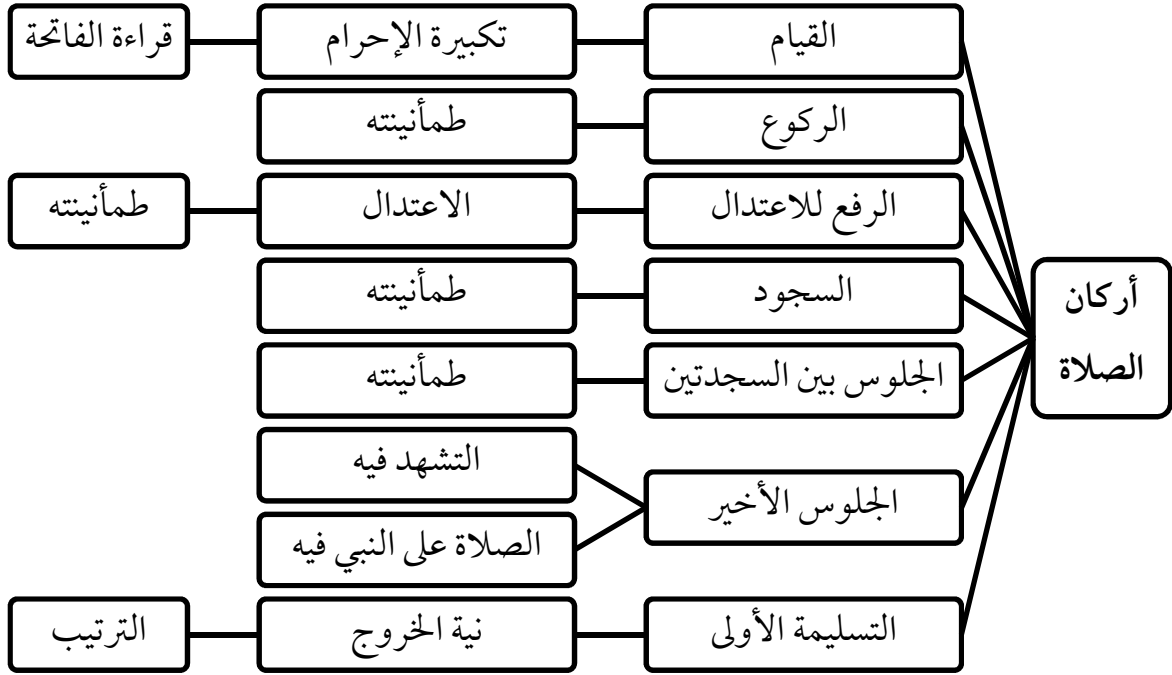 أركان
الصلاة
القيام
تكبيرة الإحرام
قراءة الفاتحة
الركوع
طمأنينته
الرفع للاعتدال
الاعتدال
طمأنينته
السجود
طمأنينته
الجلوس بين السجدتين
طمأنينته
الجلوس الأخير
التشهد فيه
الصلاة على النبي فيه
التسليمة الأولى
نية الخروج
الترتيب